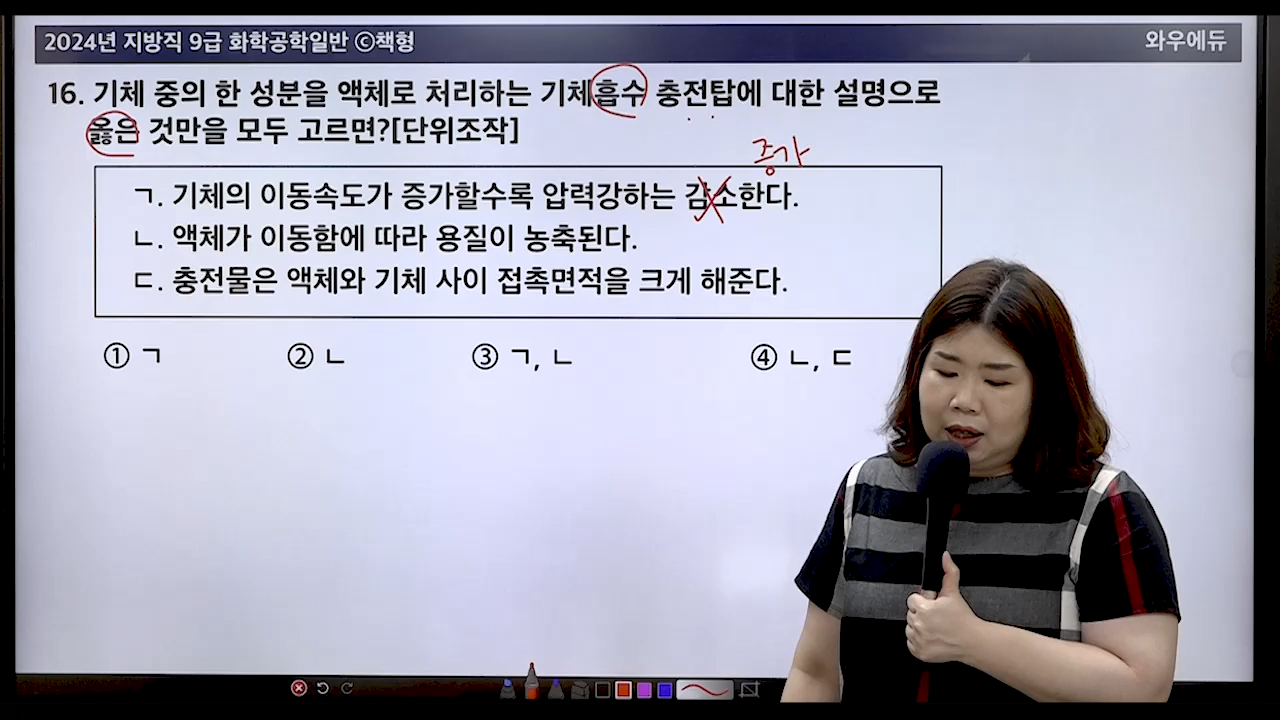 2024년 지방직 9급 화학공학일반 ⓒ책형
와우에듀
16. 기체 중의 한 성분을 액체로 처리하는 기체흡수 충전탑에 대한 설명으로
옳은 것만을 모두 고르면?[단위조작]
증가
ㄱ. 기체의 이동속도가 증가할수록 압력강하는 감소한다.
ㄴ. 액체가 이동함에 따라 용질이 농축된다.
ㄷ. 충전물은 액체와 기체 사이 접촉면적을 크게 해준다.
① ㄱ ② ㄴ ③ ㄱ, ㄴ ④ ㄴ, ㄷ